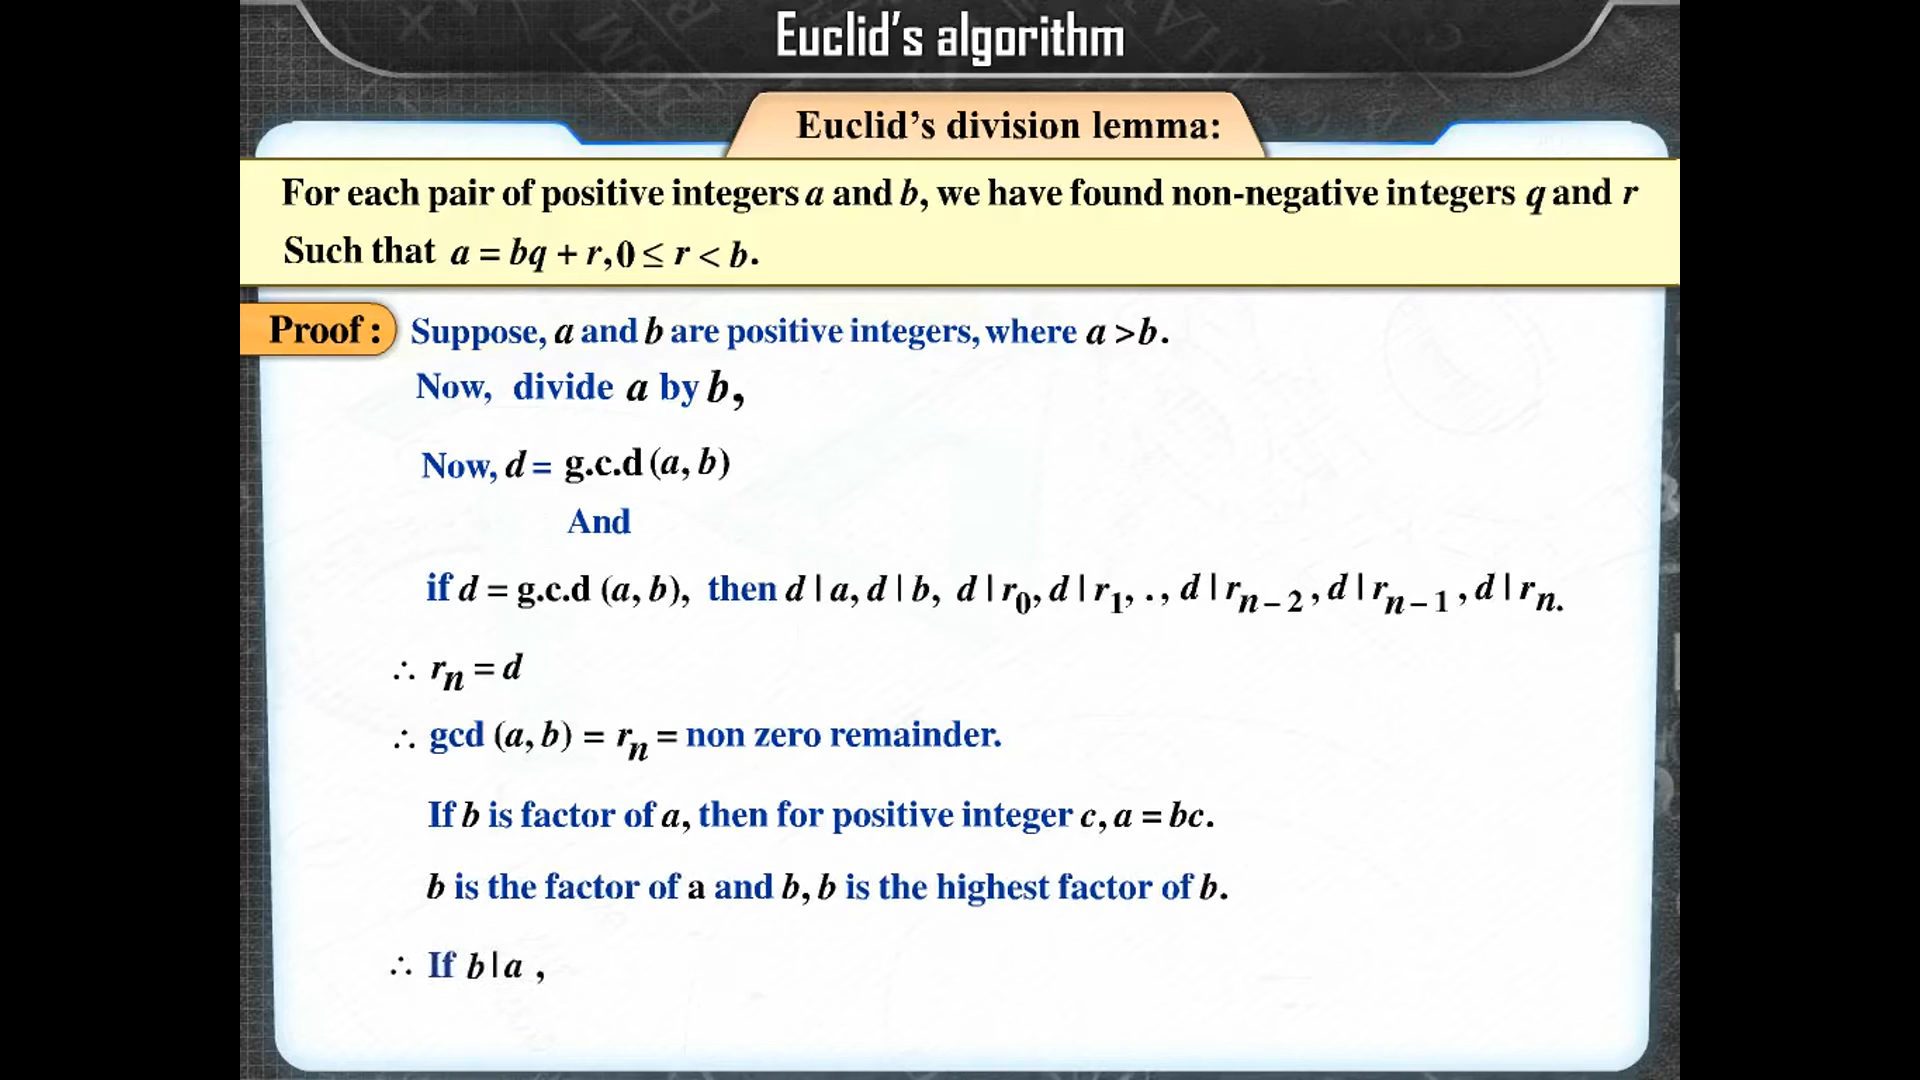 Euclid's algorithm
Euclid's division lemma:
For each pair of positive integers a and b, we have found non-negative integers q and r
Such that a = bq + r, 0 ≤ r < b.
Proof : Suppose, a and b are positive integers, where a > b.
Now, divide a by b,
Now, d = g.c.d (a, b)
And
if d = g.c.d (a, b), then d | a, d | b, d | r₀, d | r₁, . , d | rₙ₋₂ , d | rₙ₋₁ , d | rₙ.
∴ rₙ = d
∴ gcd (a, b) = rₙ = non zero remainder.
If b is factor of a, then for positive integer c, a = bc.
b is the factor of a and b, b is the highest factor of b.
∴ If b | a ,